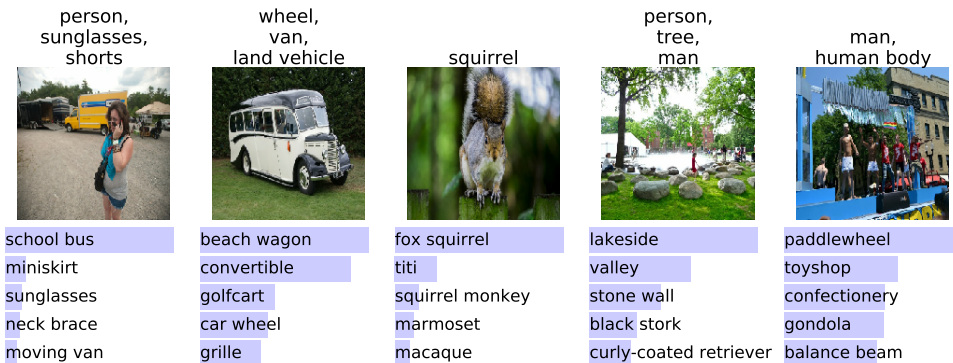 person,
sunglasses,
shorts
wheel,
van,
land vehicle
squirrel
person,
tree,
man
man,
human body
school bus
miniskirt
sunglasses
neck brace
moving van
beach wagon
convertible
golfcart
car wheel
grille
fox squirrel
titi
squirrel monkey
marmoset
macaque
lakeside
valley
stone wall
black stork
curly-coated retriever
paddlewheel
toyshop
confectionery
gondola
balance beam